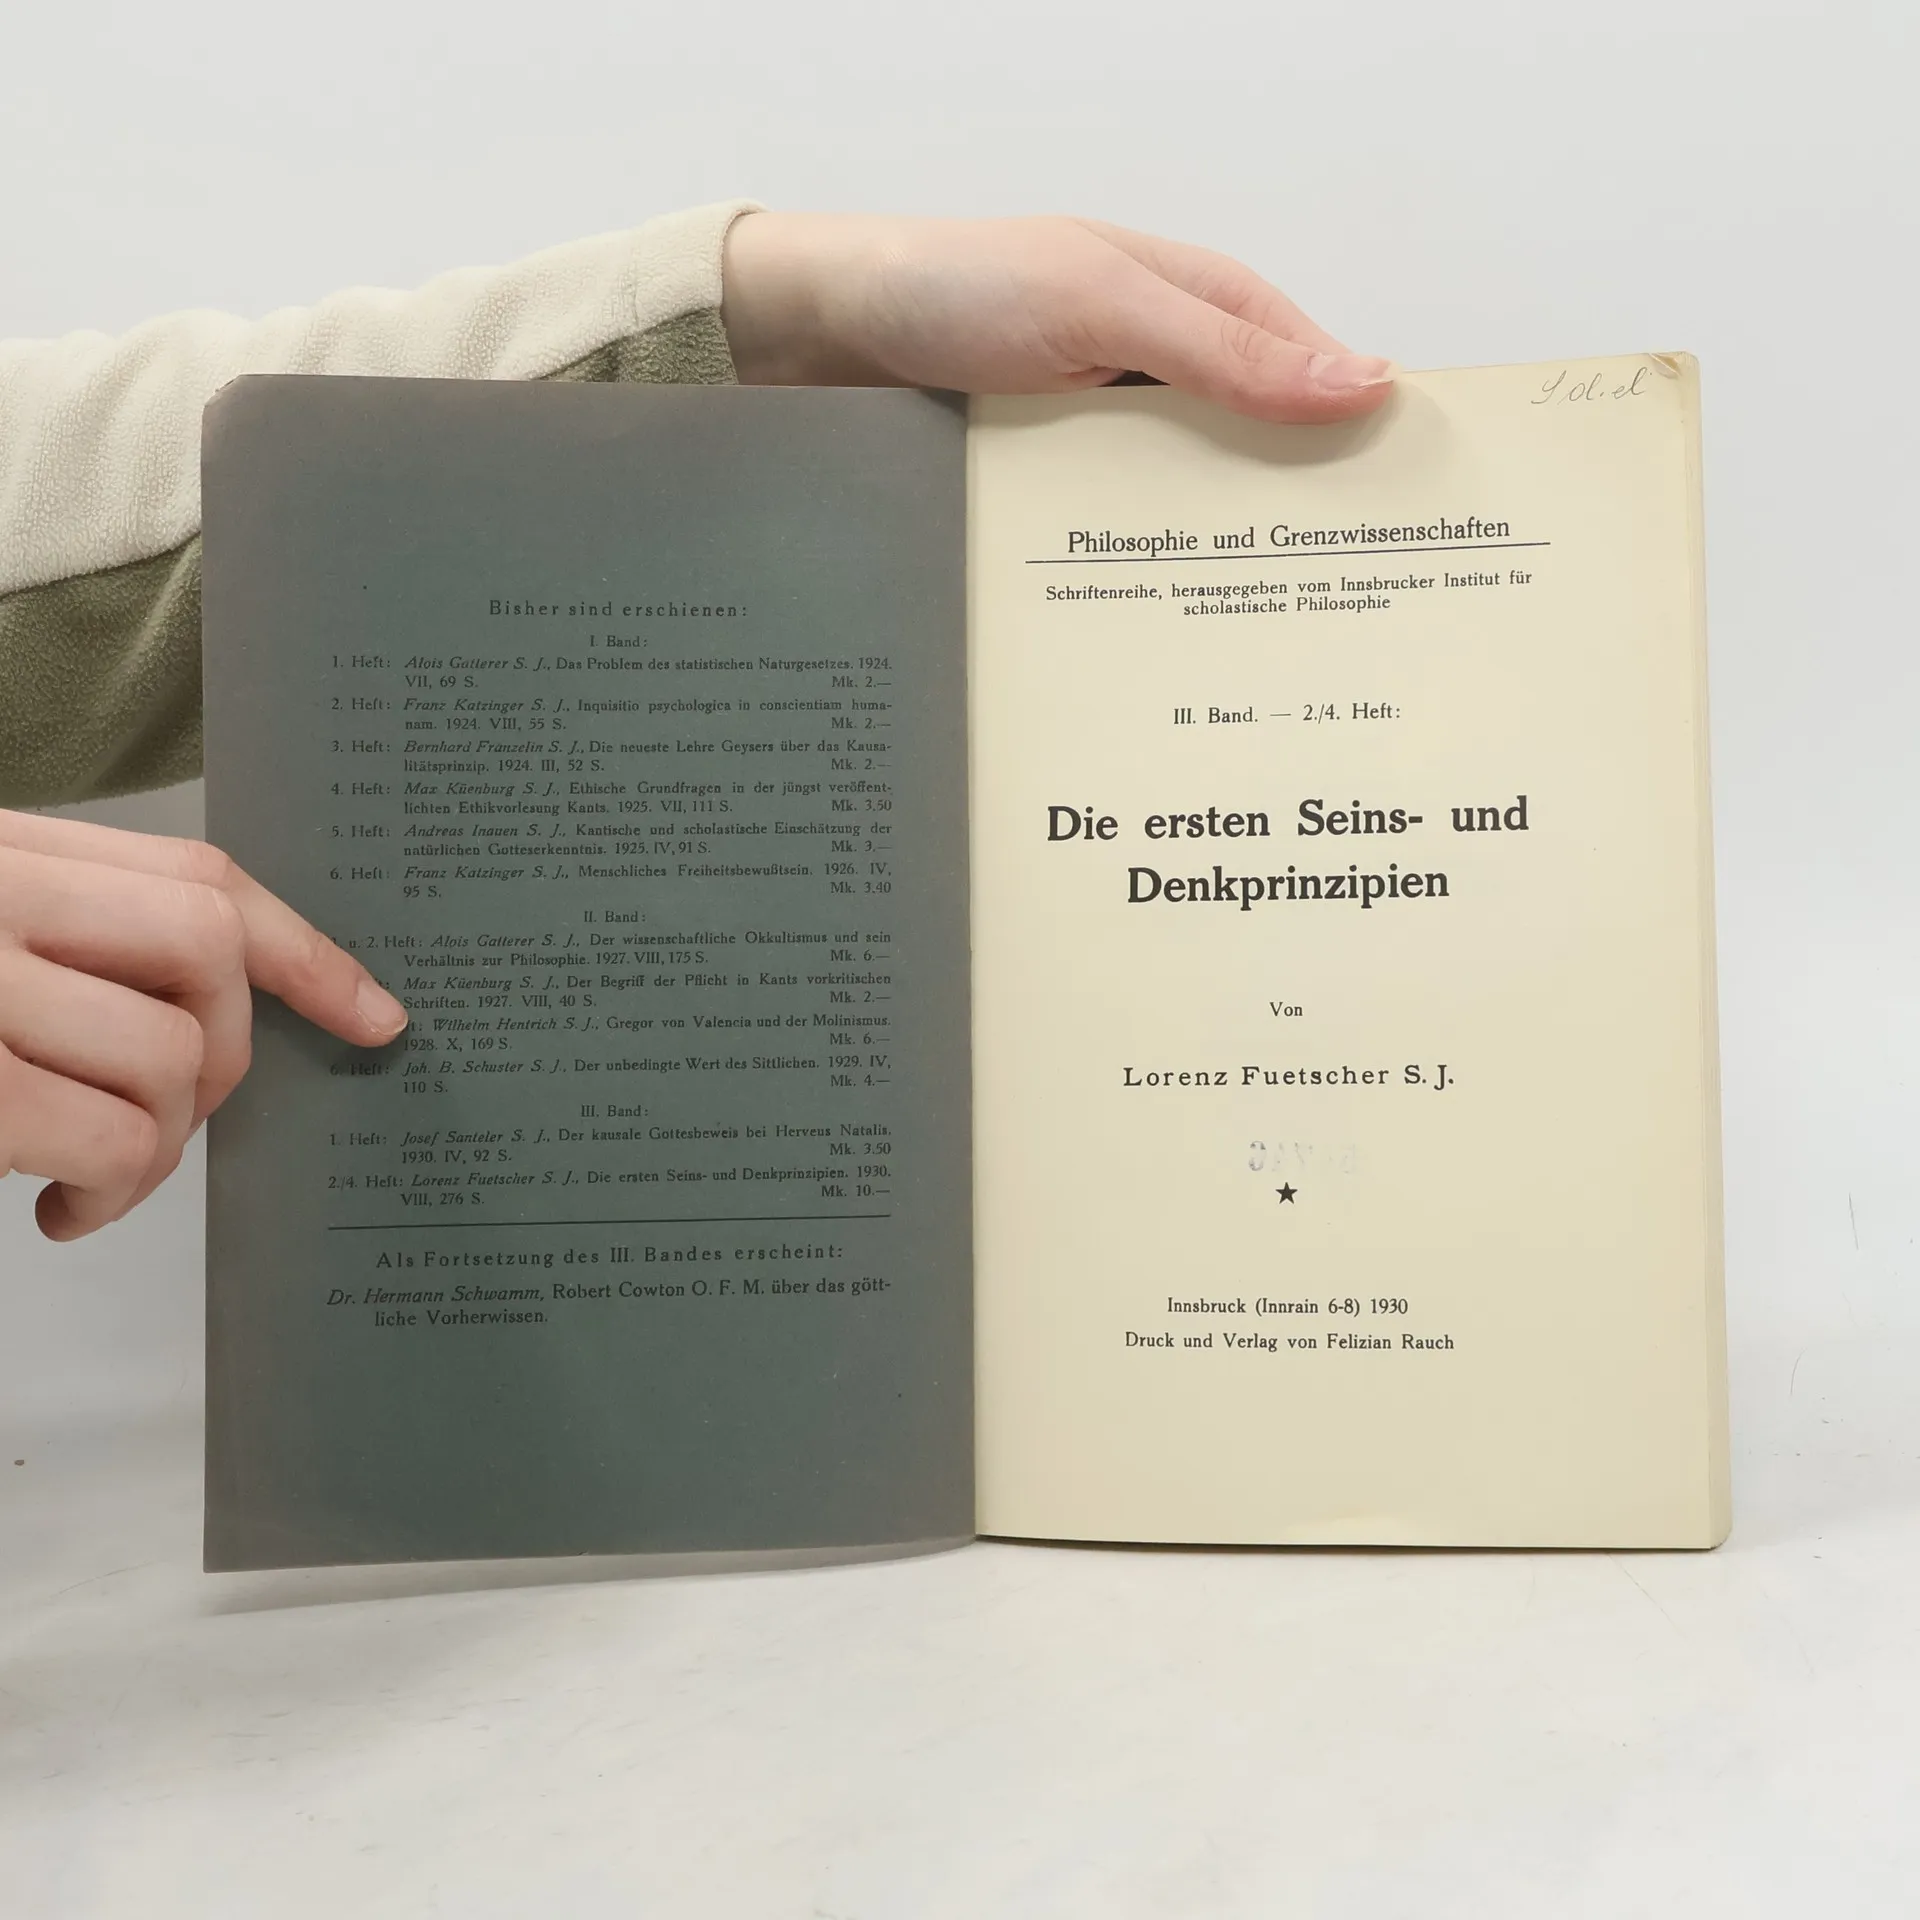 Bisher sind erschienen:
I. Band:
1. Heft: Alois Gatterer S. J., Das Problem des statistischen Naturgesetzes. 1924.
VII, 69 S. Mk. 2.—
2. Heft: Franz Katzinger S. J., Inquisitio psychologica in conscientiam huma-
nam. 1924. VIII, 55 S. Mk. 2.—
3. Heft: Bernhard Franzelin S. J., Die neueste Lehre Geysers über das Kausa-
litätsprinzip. 1924. III, 52 S. Mk. 2.—
4. Heft: Max Küenburg S. J., Ethische Grundfragen in der jüngst veröffent-
lichten Ethikvorlesung Kants. 1925. VII, 111 S. Mk. 3,50
5. Heft: Andreas Inauen S. J., Kantische und scholastische Einschätzung der
natürlichen Gotteserkenntnis. 1925. IV, 91 S. Mk. 3.—
6. Heft: Franz Katzinger S. J., Menschliches Freiheitsbewußtsein. 1926. IV,
95 S. Mk. 3,40
II. Band:
u. 2. Heft: Alois Gatterer S. J., Der wissenschaftliche Okkultismus und sein
Verhältnis zur Philosophie. 1927. VIII, 175 S. Mk. 6.—
Max Küenburg S. J., Der Begriff der Pflicht in Kants vorkritischen
Schriften. 1927. VIII, 40 S. Mk. 2.—
Wilhelm Hentrich S. J., Gregor von Valencia und der Molinismus.
1928. X, 169 S. Mk. 6.—
6. Heft: Joh. B. Schuster S. J., Der unbedingte Wert des Sittlichen. 1929. IV,
110 S. Mk. 4.—
III. Band:
1. Heft: Josef Santeler S. J., Der kausale Gottesbeweis bei Herveus Natalis.
1930. IV, 92 S. Mk. 3.50
2./4. Heft: Lorenz Fuetscher S. J., Die ersten Seins- und Denkprinzipien. 1930.
VIII, 276 S. Mk. 10.—
Als Fortsetzung des III. Bandes erscheint:
Dr. Hermann Schwamm, Robert Cowton O. F. M. über das gött-
liche Vorherwissen.
Philosophie und Grenzwissenschaften
Schriftenreihe, herausgegeben vom Innsbrucker Institut für
scholastische Philosophie
III. Band. — 2./4. Heft:
Die ersten Seins- und
Denkprinzipien
Von
Lorenz Fuetscher S. J.
★
Innsbruck (Innrain 6-8) 1930
Druck und Verlag von Felizian Rauch